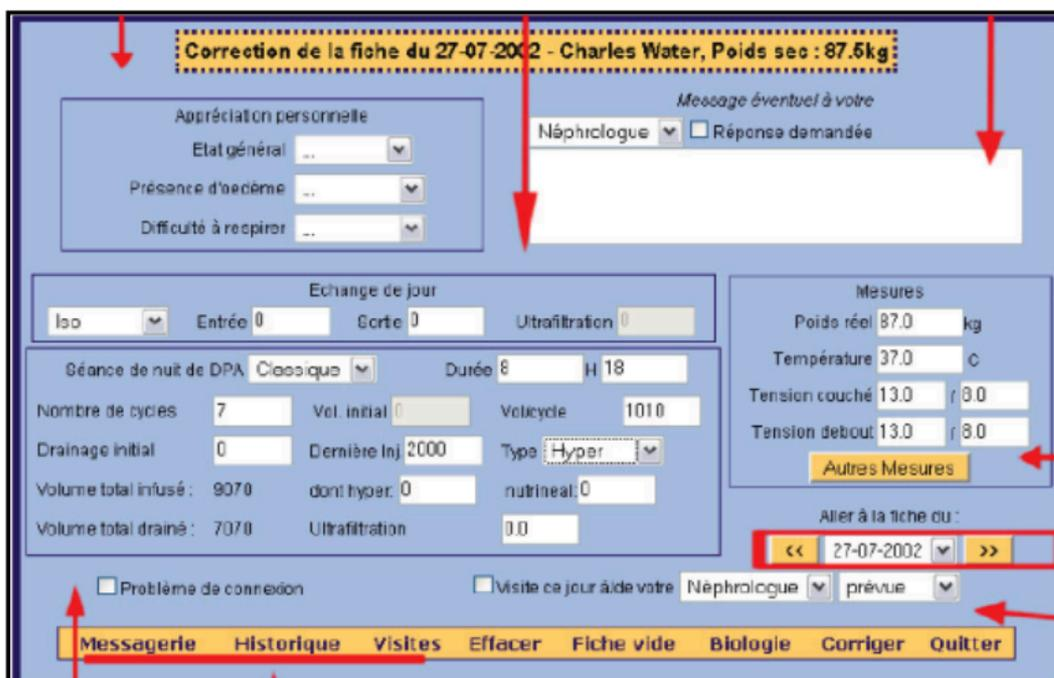 Correction de la fiche du 27-07-2002 - Charles Water, Poids sec : 87.5kg
Appréciation personnelle
Etat général ...
Présence d'oedème ...
Difficulté à respirer ...
Message éventuel à votre
Néphrologue Réponse demandée
Echange de jour
Iso Entrée 0 Sortie 0 Ultrafiltration 0
Séance de nuit de DPA Classique Durée 8 H 18
Nombre de cycles 7 Vol. initial 0 Vol/cycle 1010
Drainage initial 0 Dernière Inj. 2000 Type Hyper
Volume total infusé : 9070 dont hyper: 0 nutrineal: 0
Volume total drainé : 7070 Ultrafiltration 0.0
Mesures
Poids réel 87.0 kg
Température 37.0 C
Tension couché 13.0 / 8.0
Tension debout 13.0 / 8.0
Autres Mesures
Aller à la fiche du :
<< 27-07-2002 >>
Problème de connexion Visite ce jour à/de votre Néphrologue prévue
Messagerie Historique Visites Effacer Fiche vide Biologie Corriger Quitter